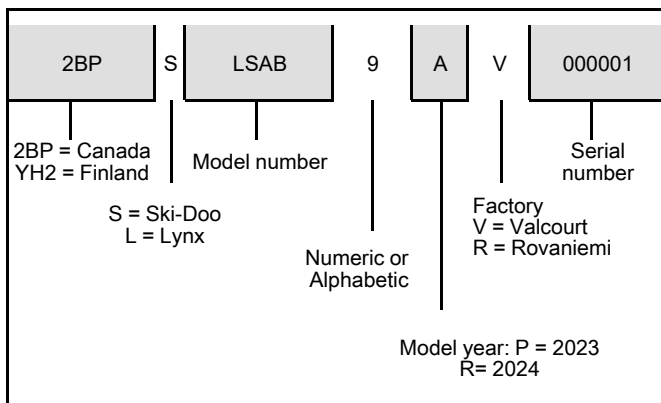 2BP S LSAB 9 A V 000001
2BP = Canada
YH2 = Finland
Model number
Serial
number
S = Ski-Doo
L = Lynx
Factory
V = Valcourt
R = Rovaniemi
Numeric or
Alphabetic
Model year: P = 2023
R= 2024